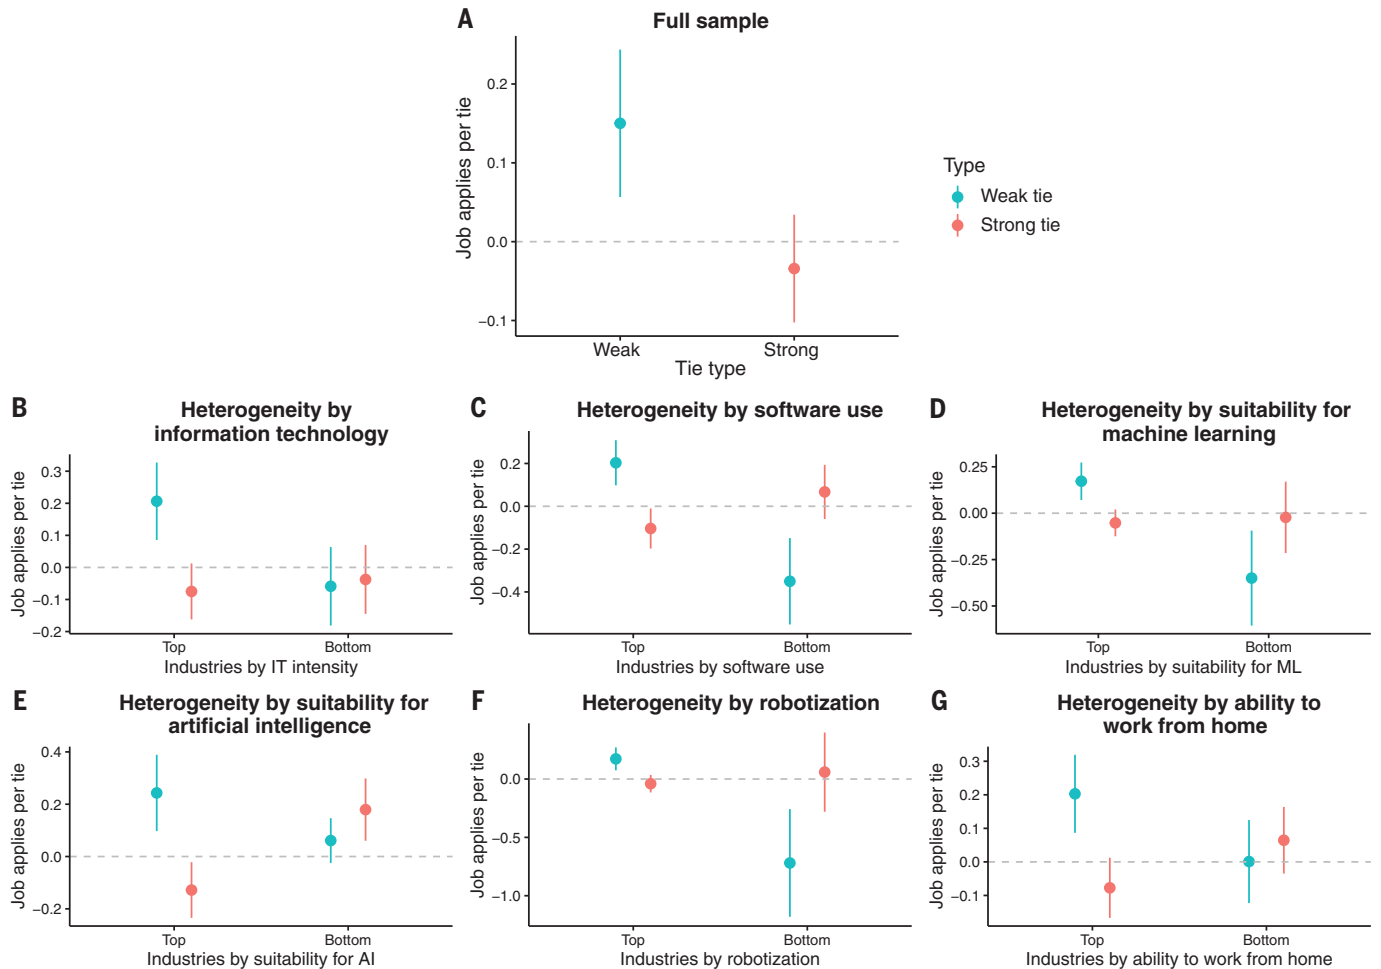 A
Full sample
Job applies per tie
0.2
0.1
0.0
−0.1
Weak
Strong
Tie type
Type
Weak tie
Strong tie
B
Heterogeneity by
information technology
Job applies per tie
0.3
0.2
0.1
0.0
−0.1
−0.2
Top
Bottom
Industries by IT intensity
C
Heterogeneity by software use
Job applies per tie
0.2
0.0
−0.2
−0.4
Top
Bottom
Industries by software use
D
Heterogeneity by suitability for
machine learning
Job applies per tie
0.25
0.00
−0.25
−0.50
Top
Bottom
Industries by suitability for ML
E
Heterogeneity by suitability for
artificial intelligence
Job applies per tie
0.4
0.2
0.0
−0.2
Top
Bottom
Industries by suitability for AI
F
Heterogeneity by robotization
Job applies per tie
0.0
−0.5
−1.0
Top
Bottom
Industries by robotization
G
Heterogeneity by ability to
work from home
Job applies per tie
0.3
0.2
0.1
0.0
−0.1
Top
Bottom
Industries by ability to work from home